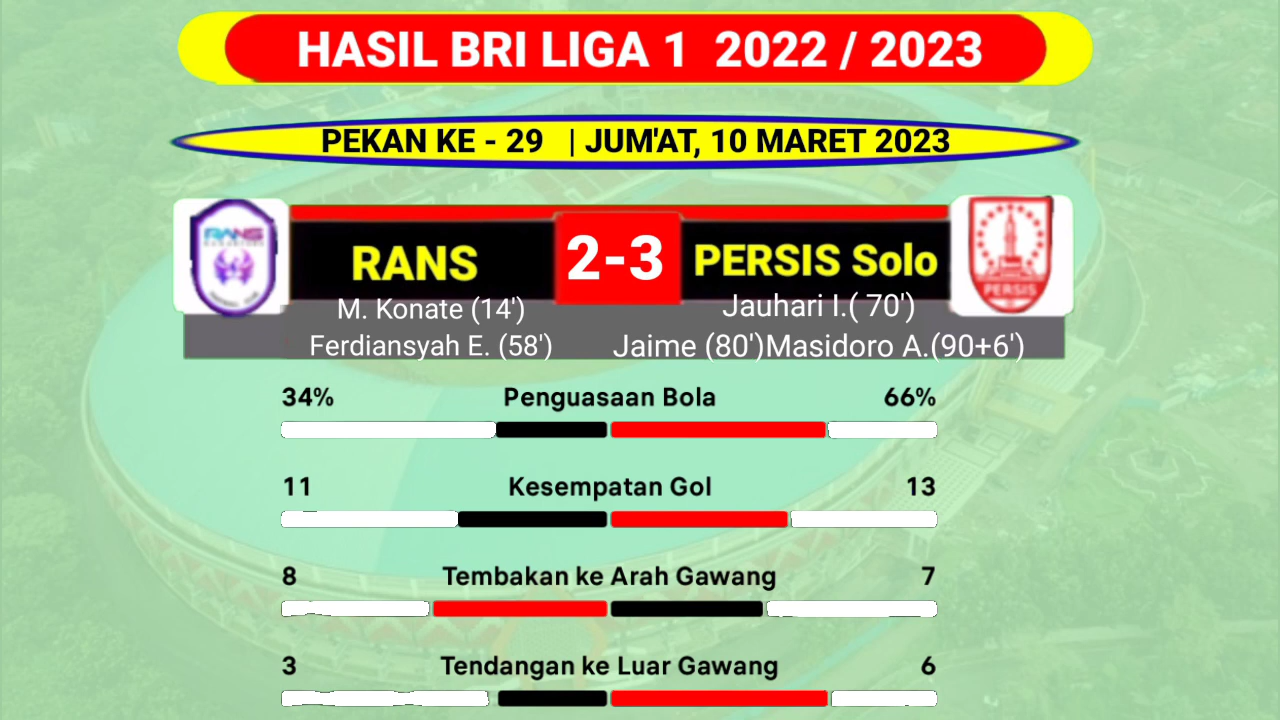 HASIL BRI LIGA 1 2022 / 2023
PEKAN KE - 29 | JUM'AT, 10 MARET 2023
RANS
RANS 2-3 PERSIS Solo
PERSIS
M. Konate (14') Jauhari I.( 70')
Ferdiansyah E. (58') Jaime (80')Masidoro A.(90+6')
34% Penguasaan Bola 66%
11 Kesempatan Gol 13
8 Tembakan ke Arah Gawang 7
3 Tendangan ke Luar Gawang 6